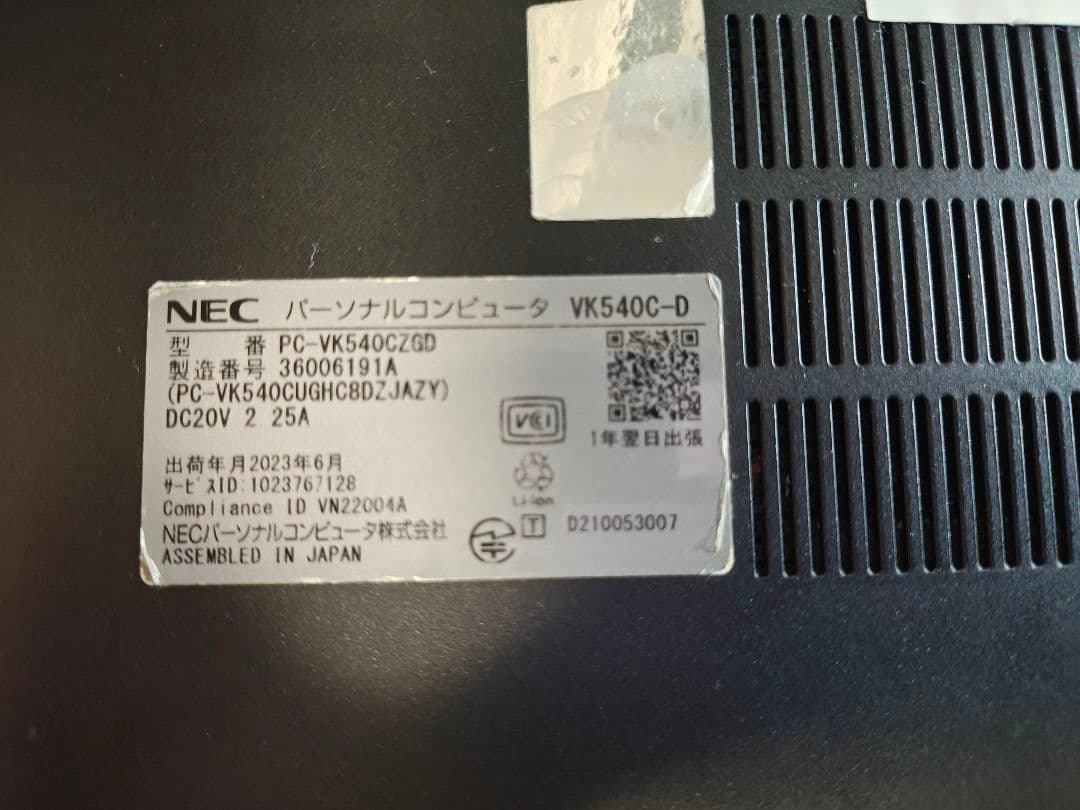 NEC パーソナルコンピュータ VK540C-D
型 番 PC-VK540CZGD
製造番号 36006191A
(PC-VK540CUGHC8DZJAZY)
DC20V 2 25A
VCCI
1年翌日出張
出荷年月2023年6月
サービスID:1023767128
Li-ion
Compliance ID VN22004A
NECパーソナルコンピュータ株式会社
T D210053007
ASSEMBLED IN JAPAN